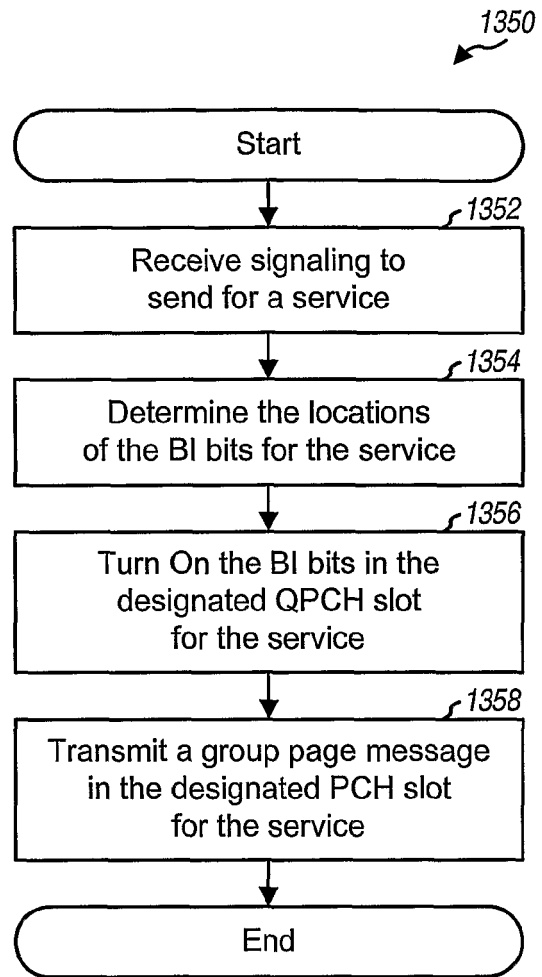 1350
Start
1352
Receive signaling to
send for a service
1354
Determine the locations
of the BI bits for the service
1356
Turn On the BI bits in the
designated QPCH slot
for the service
1358
Transmit a group page message
in the designated PCH slot
for the service
End